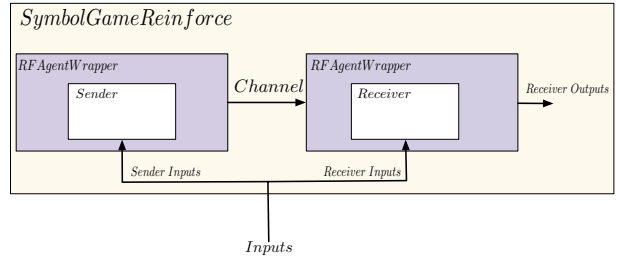 SymbolGameReinforce
RFAgentWrapper
Sender
Channel
RFAgentWrapper
Receiver
Receiver Outputs
Sender Inputs
Receiver Inputs
Inputs